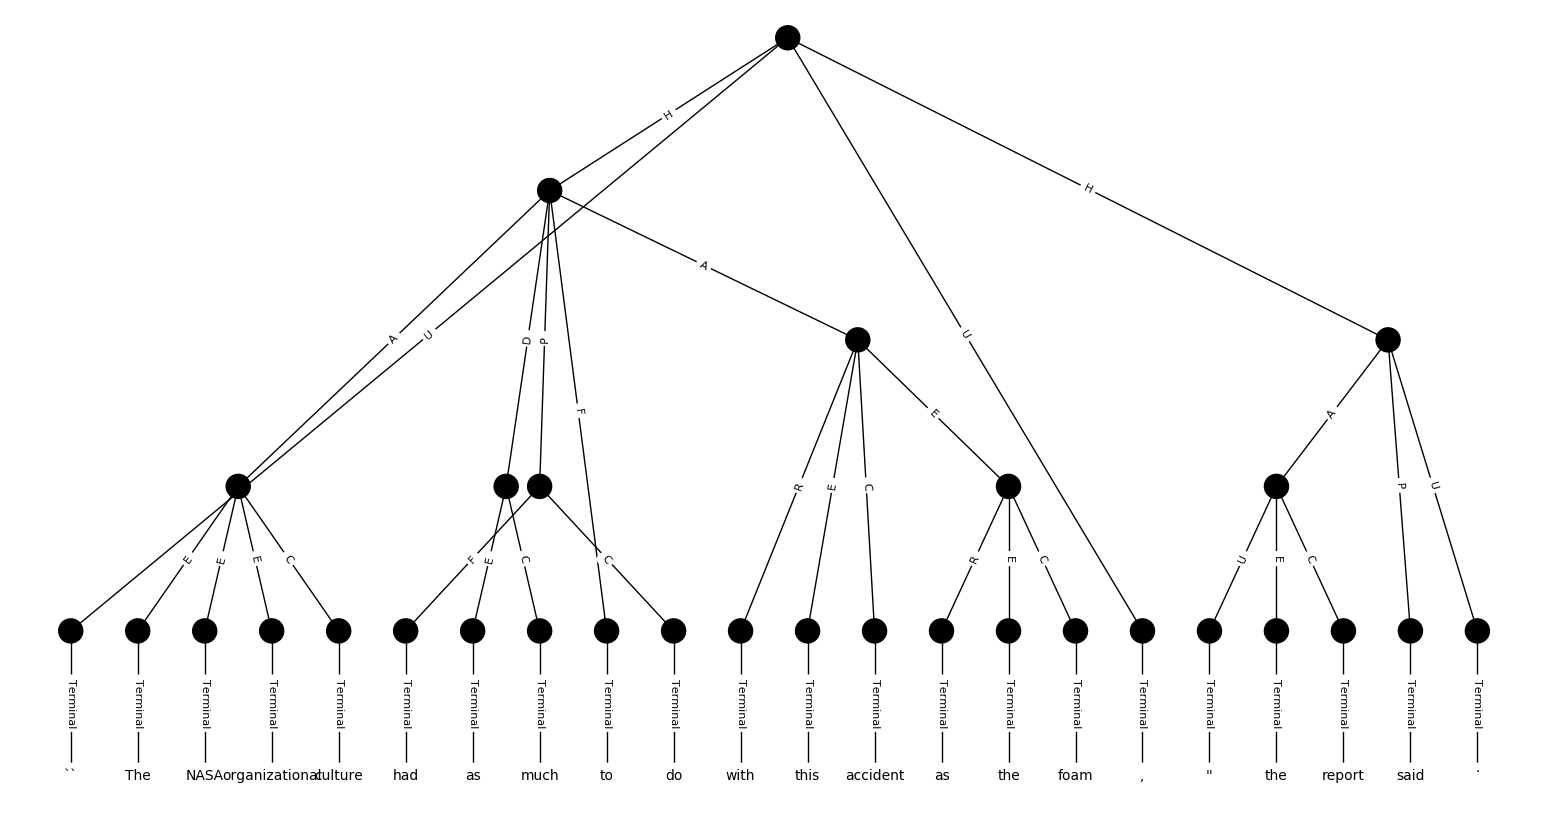 H
H
A
A
U
D
P
U
F
A
E
R
E
C
P
U
E
E
E
C
F
E
C
C
R
E
C
U
E
C
Terminal Terminal Terminal Terminal Terminal Terminal Terminal Terminal Terminal Terminal Terminal Terminal Terminal Terminal Terminal Terminal Terminal Terminal Terminal Terminal Terminal Terminal
`` The NASA organizational culture had as much to do with this accident as the foam , " the report said .